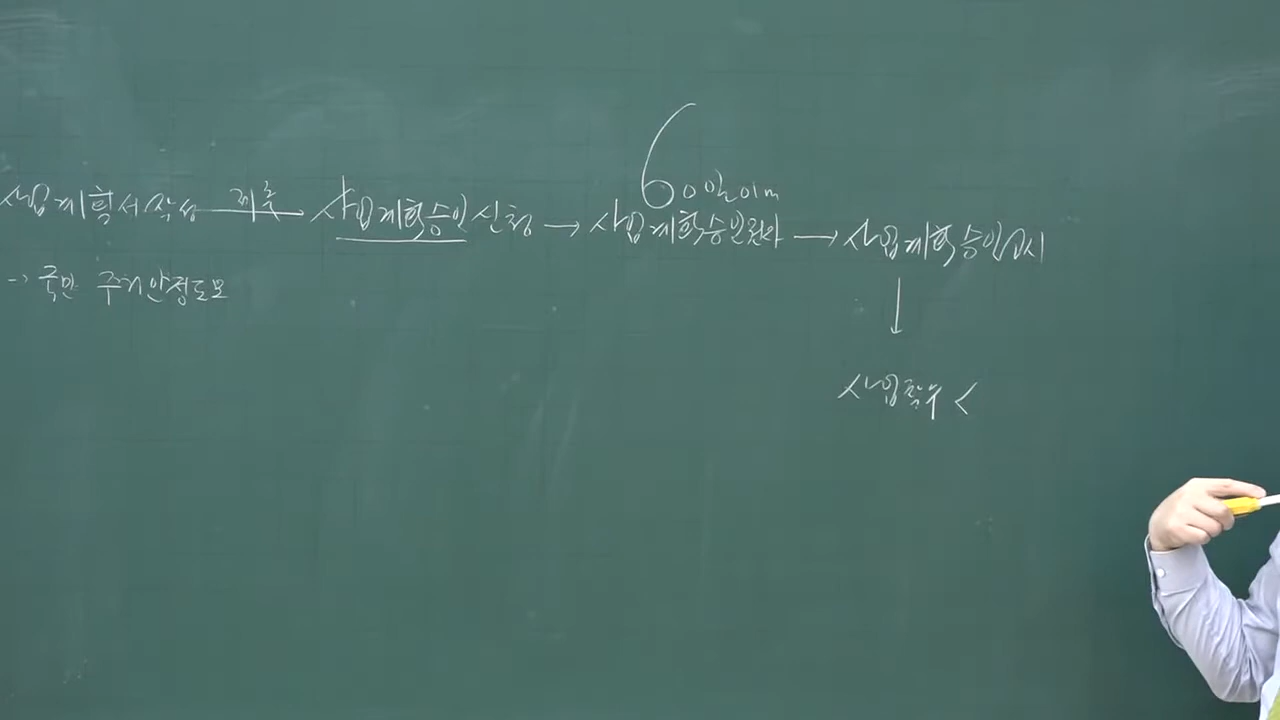 60일이내
사업계획서작성 제출→ 사업계획승인신청 → 사업계획승인 → 사업계획승인고시
→ 국민 주거안정도모
↓
사업착수 <